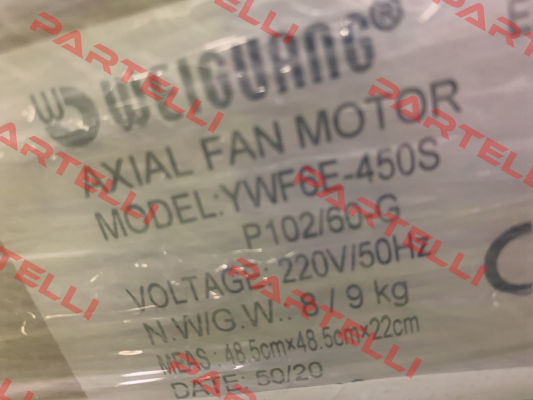 WEIGUANG®
AXIAL FAN MOTOR
MODEL:YWF6E-450S
P102/60-G
VOLTAGE: 220V/50Hz
N.W/G.W.: 8 / 9 kg
MEAS : 48.5cm×48.5cm×22cm
DATE: 50/20
PARTELLI
PARTELLI
PARTELLI
PARTELLI
PARTELLI
PARTELLI